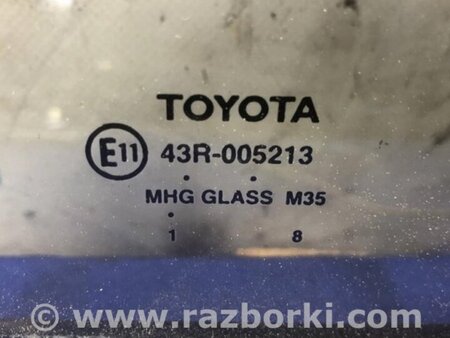 TOYOTA
E11 43R-005213
MHG GLASS M35
1 8
© www.razborki.com